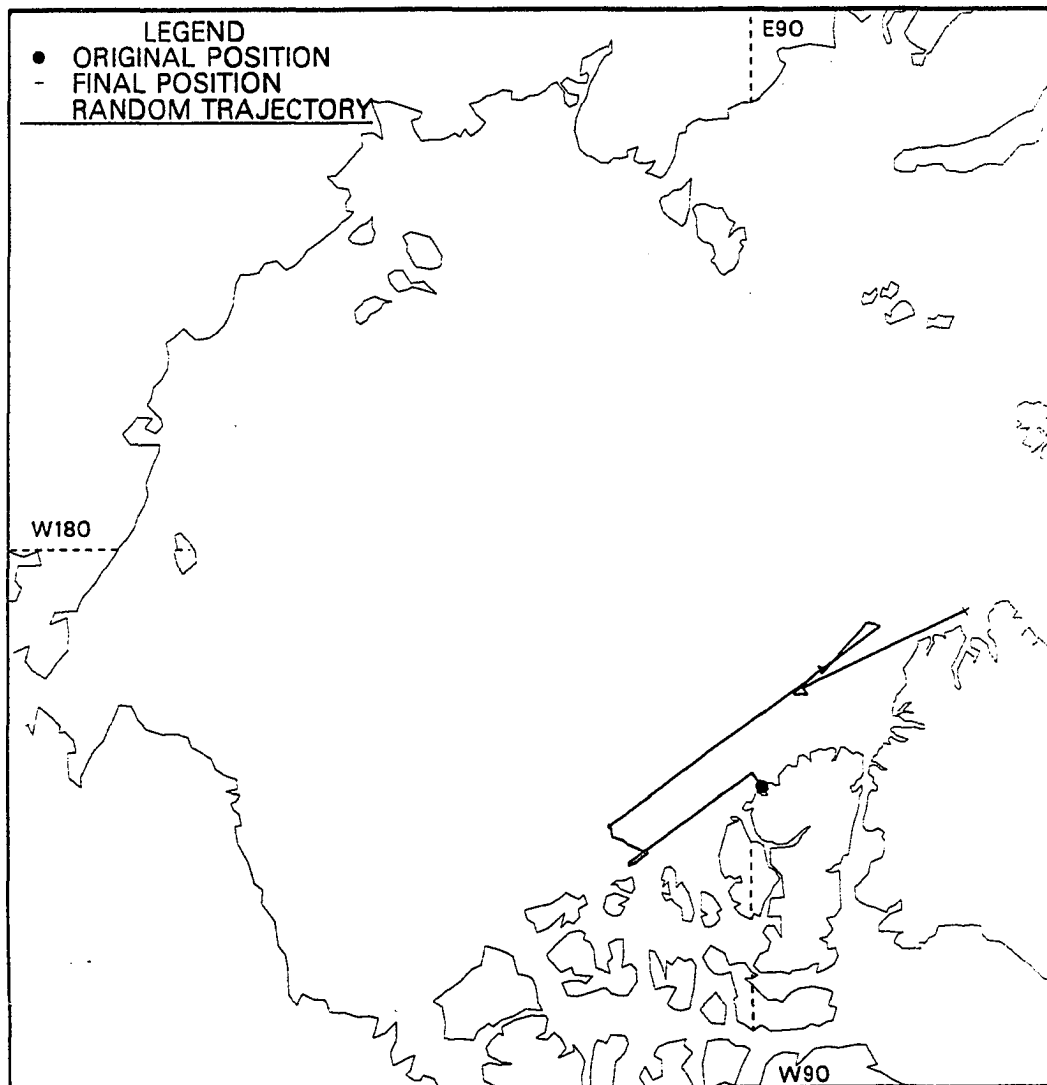 LEGEND
● ORIGINAL POSITION
- FINAL POSITION
RANDOM TRAJECTORY
E90
W180
W90